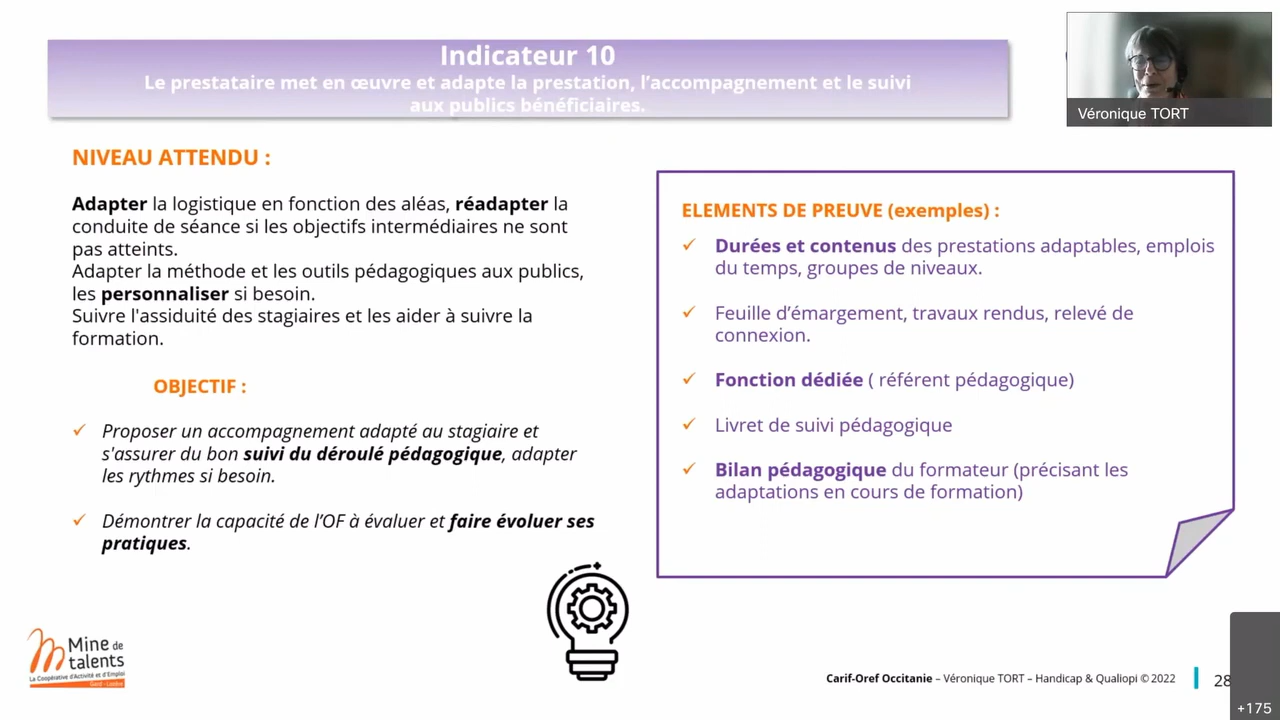 Indicateur 10
Le prestataire met en œuvre et adapte la prestation, l’accompagnement et le suivi
aux publics bénéficiaires.
Véronique TORT
NIVEAU ATTENDU :
Adapter la logistique en fonction des aléas, réadapter la
conduite de séance si les objectifs intermédiaires ne sont
pas atteints.
Adapter la méthode et les outils pédagogiques aux publics,
les personnaliser si besoin.
Suivre l'assiduité des stagiaires et les aider à suivre la
formation.
OBJECTIF :
✓ Proposer un accompagnement adapté au stagiaire et
s'assurer du bon suivi du déroulé pédagogique, adapter
les rythmes si besoin.
✓ Démontrer la capacité de l’OF à évaluer et faire évoluer ses
pratiques.
ELEMENTS DE PREUVE (exemples) :
✓ Durées et contenus des prestations adaptables, emplois
du temps, groupes de niveaux.
✓ Feuille d’émargement, travaux rendus, relevé de
connexion.
✓ Fonction dédiée ( référent pédagogique)
✓ Livret de suivi pédagogique
✓ Bilan pédagogique du formateur (précisant les
adaptations en cours de formation)
Mine de
talents
La Coopérative d'Activité et d'Emploi
Gard - Lozère
Carif-Oref Occitanie – Véronique TORT – Handicap & Qualiopi © 2022
28
+175